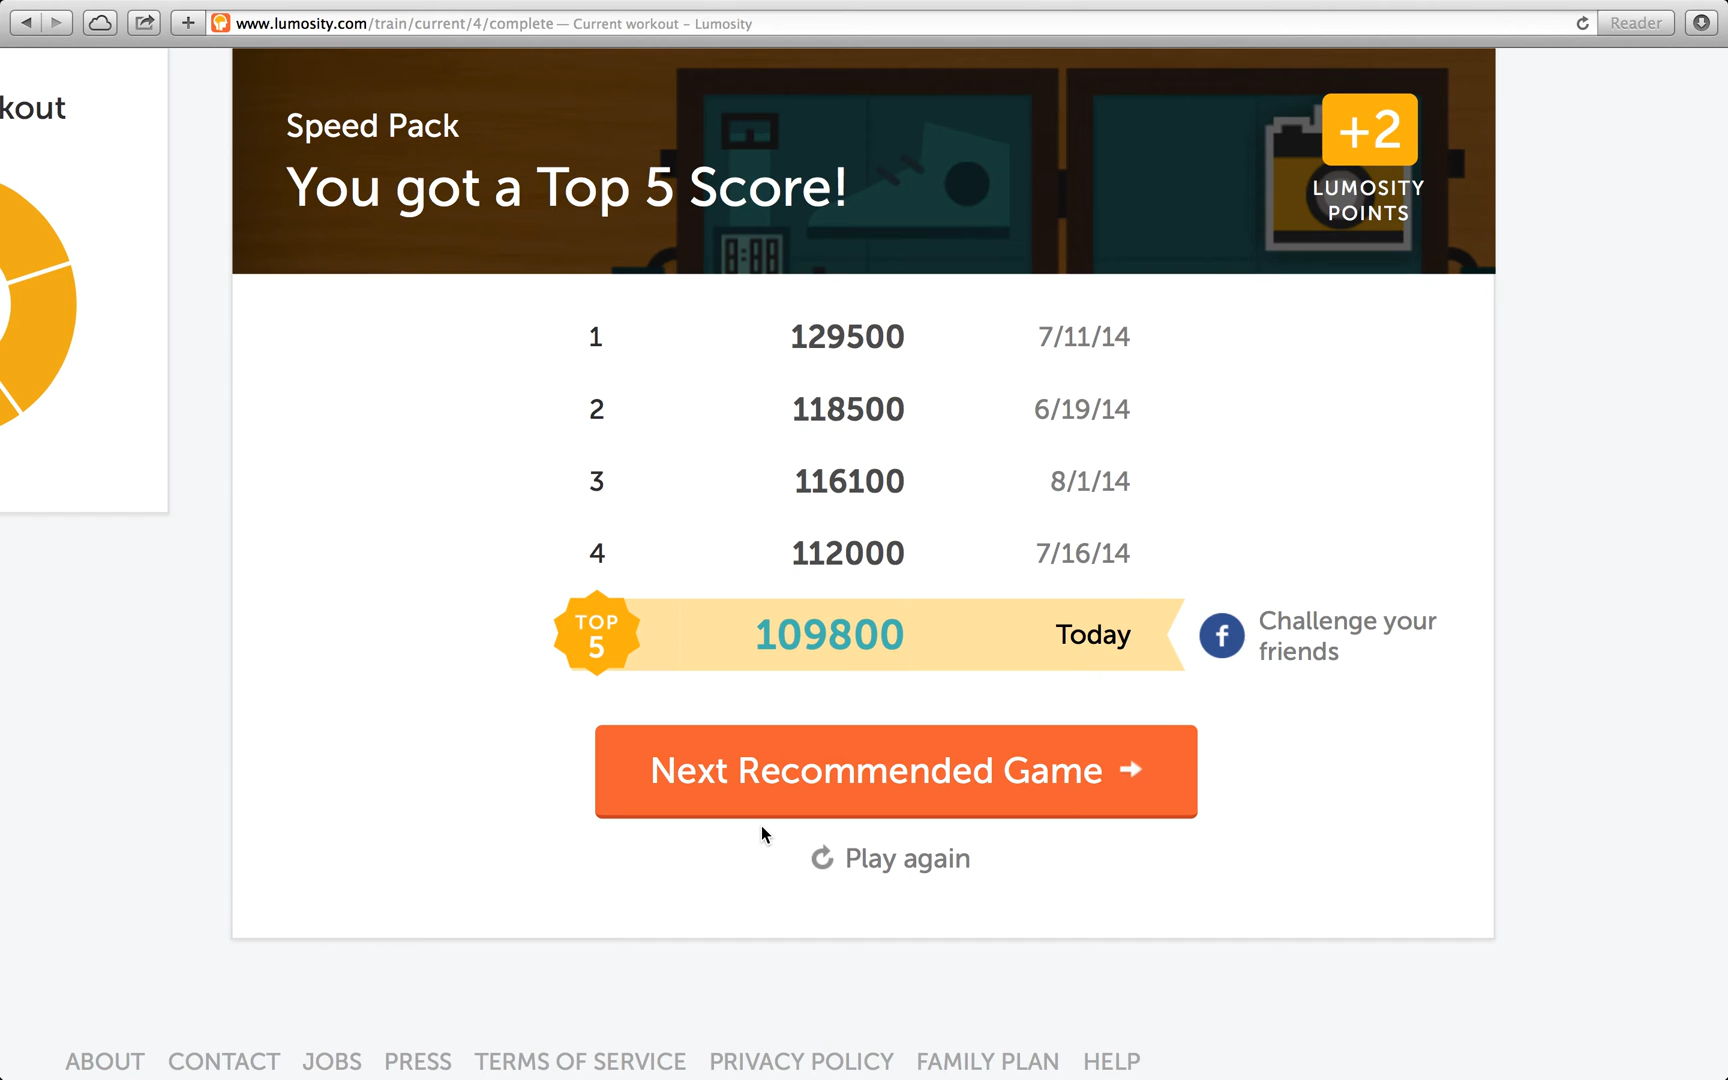 www.lumosity.com/train/current/4/complete — Current workout – Lumosity
Reader
kout
Speed Pack
You got a Top 5 Score!
+2
LUMOSITY
POINTS
1 129500 7/11/14
2 118500 6/19/14
3 116100 8/1/14
4 112000 7/16/14
TOP
5
109800 Today
f
Challenge your
friends
Next Recommended Game
Play again
ABOUT CONTACT JOBS PRESS TERMS OF SERVICE PRIVACY POLICY FAMILY PLAN HELP